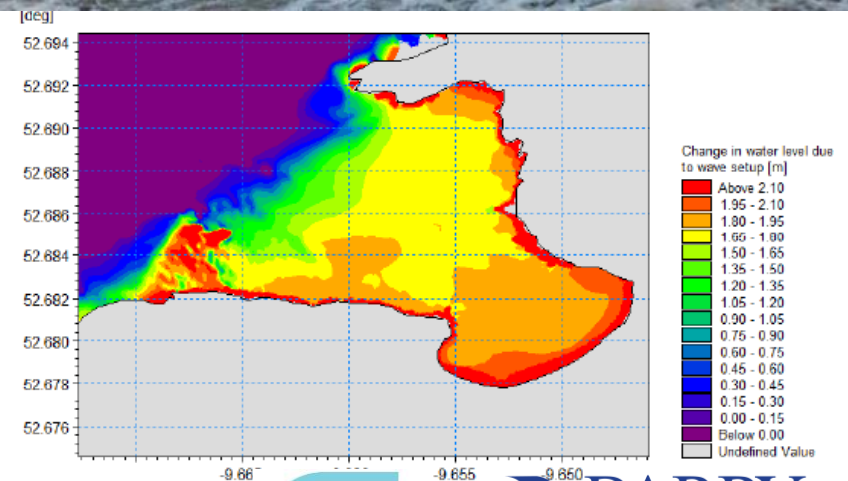 [deg]
52.694
52.692
52.690
52.688
52.686
52.684
52.682
52.680
52.678
52.676
-9.655
-9.650
Change in water level due
to wave setup [m]
Above 2.10
1.95 - 2.10
1.80 - 1.95
1.65 - 1.80
1.50 - 1.65
1.35 - 1.50
1.20 - 1.35
1.05 - 1.20
0.90 - 1.05
0.75 - 0.90
0.60 - 0.75
0.45 - 0.60
0.30 - 0.45
0.15 - 0.30
0.00 - 0.15
Below 0.00
Undefined Value